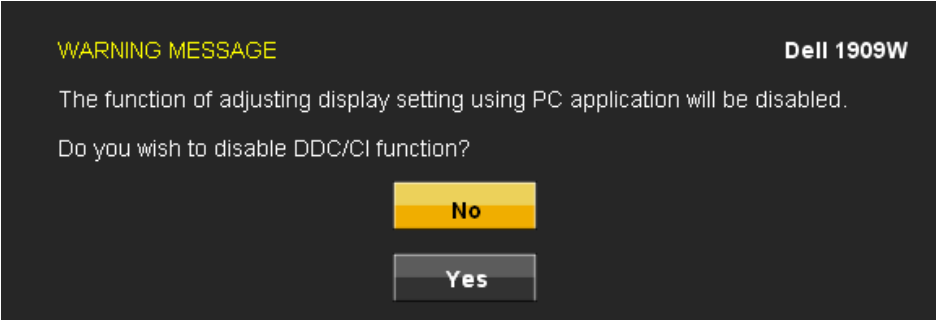 WARNING MESSAGE Dell 1909W
The function of adjusting display setting using PC application will be disabled.
Do you wish to disable DDC/CI function?
No
Yes